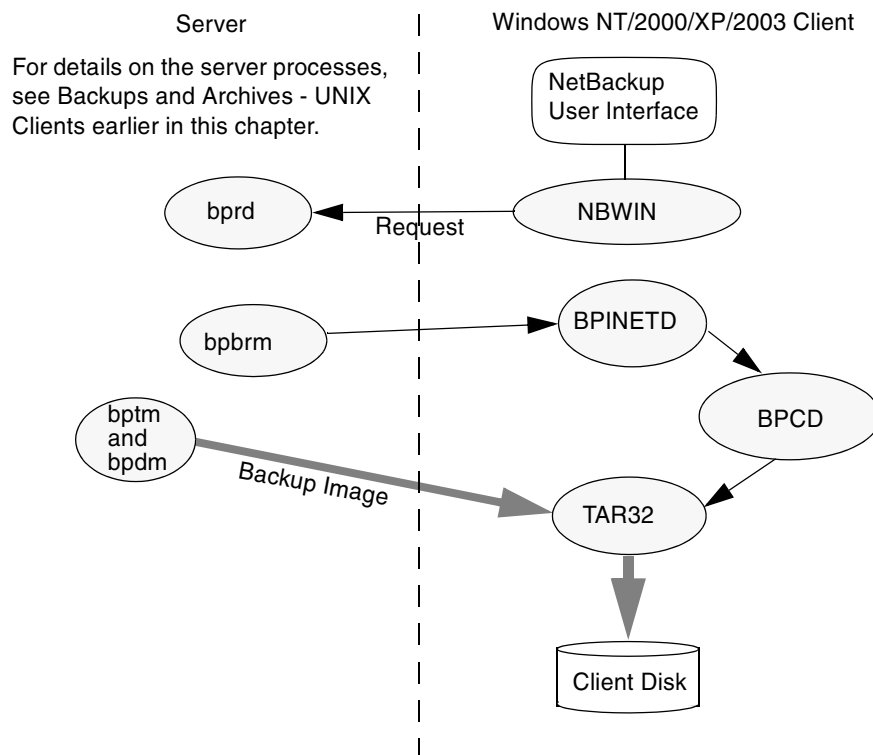 Server
Windows NT/2000/XP/2003 Client
For details on the server processes,
see Backups and Archives - UNIX
Clients earlier in this chapter.
NetBackup
User Interface
bprd
Request
NBWIN
bpbrm
BPINETD
BPCD
bptm
and
bpdm
Backup Image
TAR32
Client Disk